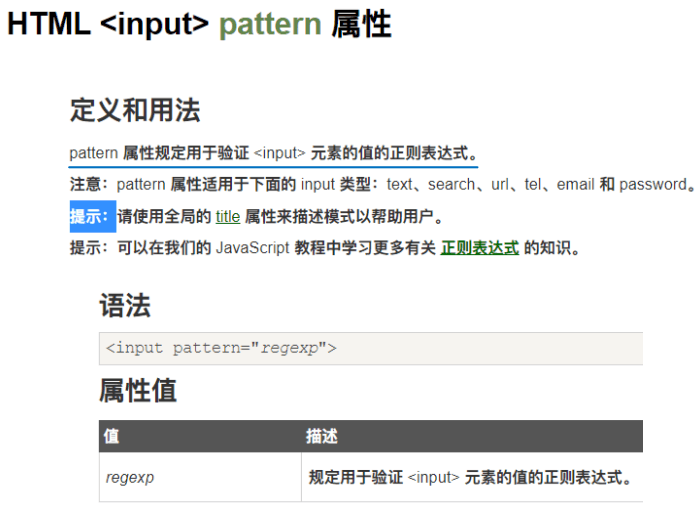 HTML <input> pattern 属性
定义和用法
pattern 属性规定用于验证 <input> 元素的值的正则表达式。
注意：pattern 属性适用于下面的 input 类型：text、search、url、tel、email 和 password。
提示：请使用全局的 title 属性来描述模式以帮助用户。
提示：可以在我们的 JavaScript 教程中学习更多有关 正则表达式 的知识。
语法
<input pattern="regexp">
属性值
值 描述
regexp 规定用于验证 <input> 元素的值的正则表达式。